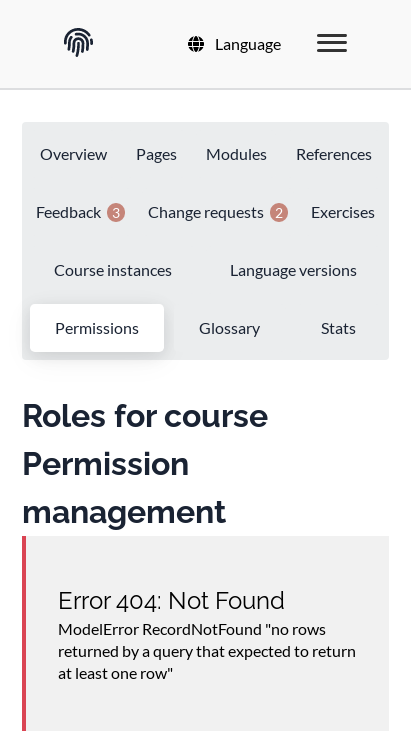 Language
Overview Pages Modules References
Feedback 3 Change requests 2 Exercises
Course instances Language versions
Permissions Glossary Stats
Roles for course
Permission
management
Error 404: Not Found
ModelError RecordNotFound "no rows
returned by a query that expected to return
at least one row"